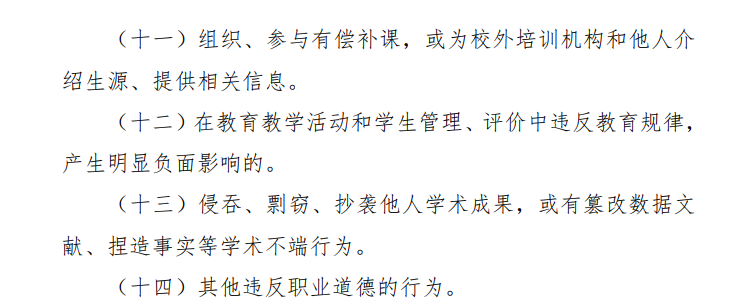 （十一）组织、参与有偿补课，或为校外培训机构和他人介
绍生源、提供相关信息。
（十二）在教育教学活动和学生管理、评价中违反教育规律，
产生明显负面影响的。
（十三）侵吞、剽窃、抄袭他人学术成果，或有篡改数据文
献、捏造事实等学术不端行为。
（十四）其他违反职业道德的行为。